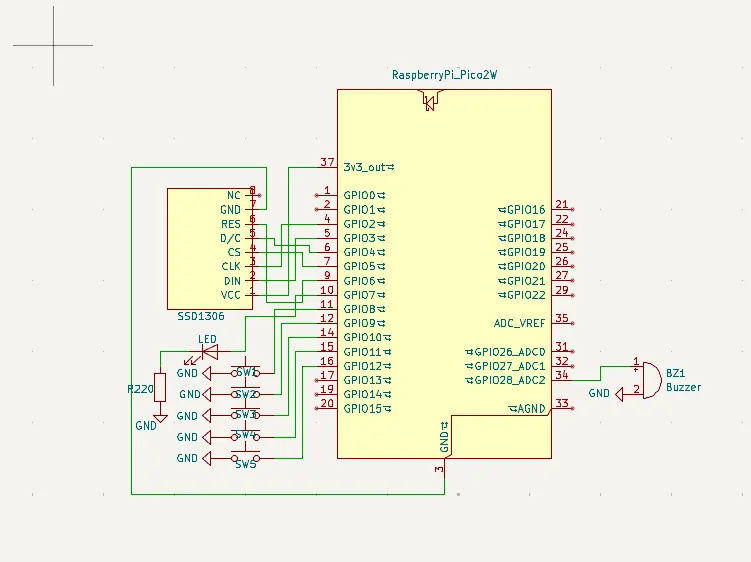 RaspberryPi_Pico2W
37 3v3_out
NC 8
GND 7
RES 6
D/C 5
CS 4
CLK 3
DIN 2
VCC 1
SSD1306
1 GPIO0
2 GPIO1
4 GPIO2
5 GPIO3
6 GPIO4
7 GPIO5
9 GPIO6
10 GPIO7
11 GPIO8
12 GPIO9
14 GPIO10
15 GPIO11
16 GPIO12
17 GPIO13
19 GPIO14
20 GPIO15
GPIO16 21
GPIO17 22
GPIO18 24
GPIO19 25
GPIO20 26
GPIO21 27
GPIO22 29
ADC_VREF 35
GPIO26_ADC0 31
GPIO27_ADC1 32
GPIO28_ADC2 34
AGND 33
GND
3
LED
R220
GND
GND SW1
GND SW2
GND SW3
GND SW4
GND SW5
1
+
BZ1
Buzzer
GND 2